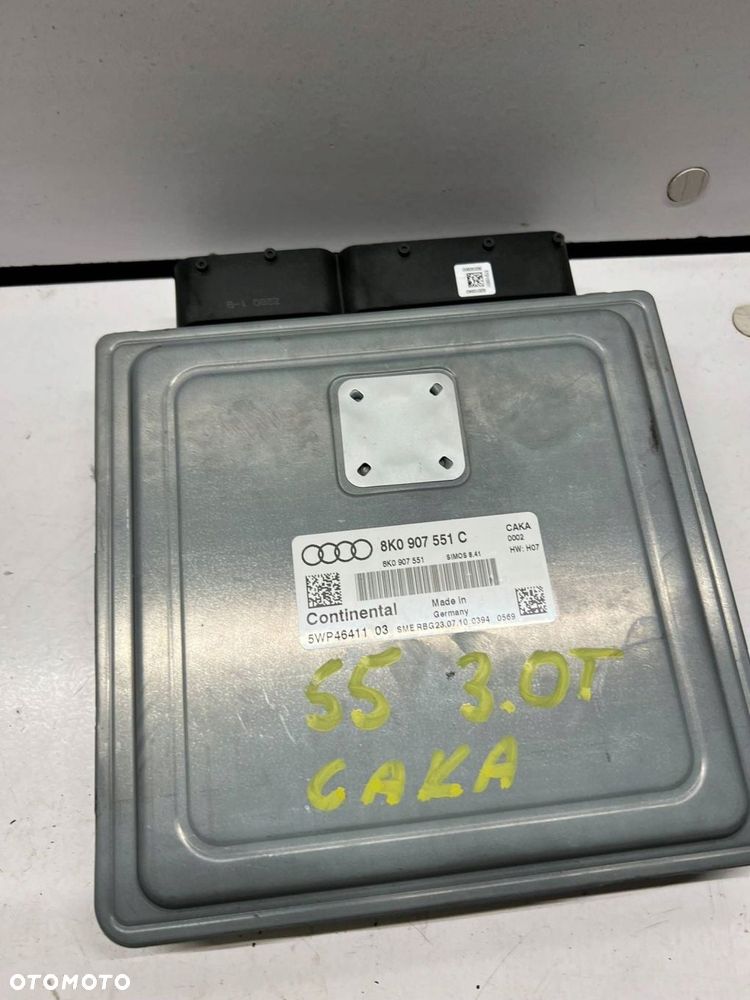 8K0 907 551 C
CAKA
8K0 907 551
SIMOS 8.41
0002
HW: H07
Continental
Made in
Germany
5WP46411 03
SME RBG 23.07.10 0394 0569
S5 3.0T
CAKA
OTOMOTO